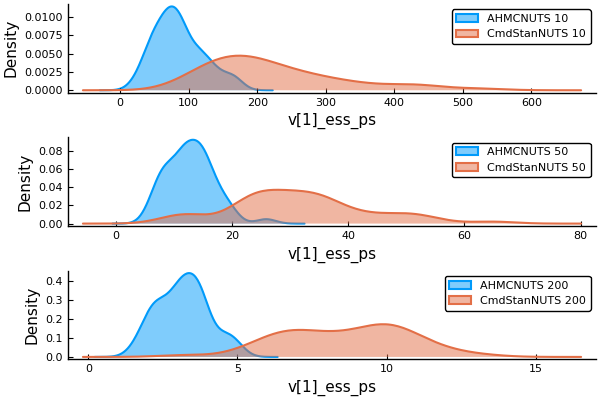 Density
0.0100
0.0075
0.0050
0.0025
0.0000
AHMCNUTS 10
CmdStanNUTS 10
0 100 200 300 400 500 600
v[1]_ess_ps
Density
0.08
0.06
0.04
0.02
0.00
AHMCNUTS 50
CmdStanNUTS 50
0 20 40 60 80
v[1]_ess_ps
Density
0.4
0.3
0.2
0.1
0.0
AHMCNUTS 200
CmdStanNUTS 200
0 5 10 15
v[1]_ess_ps